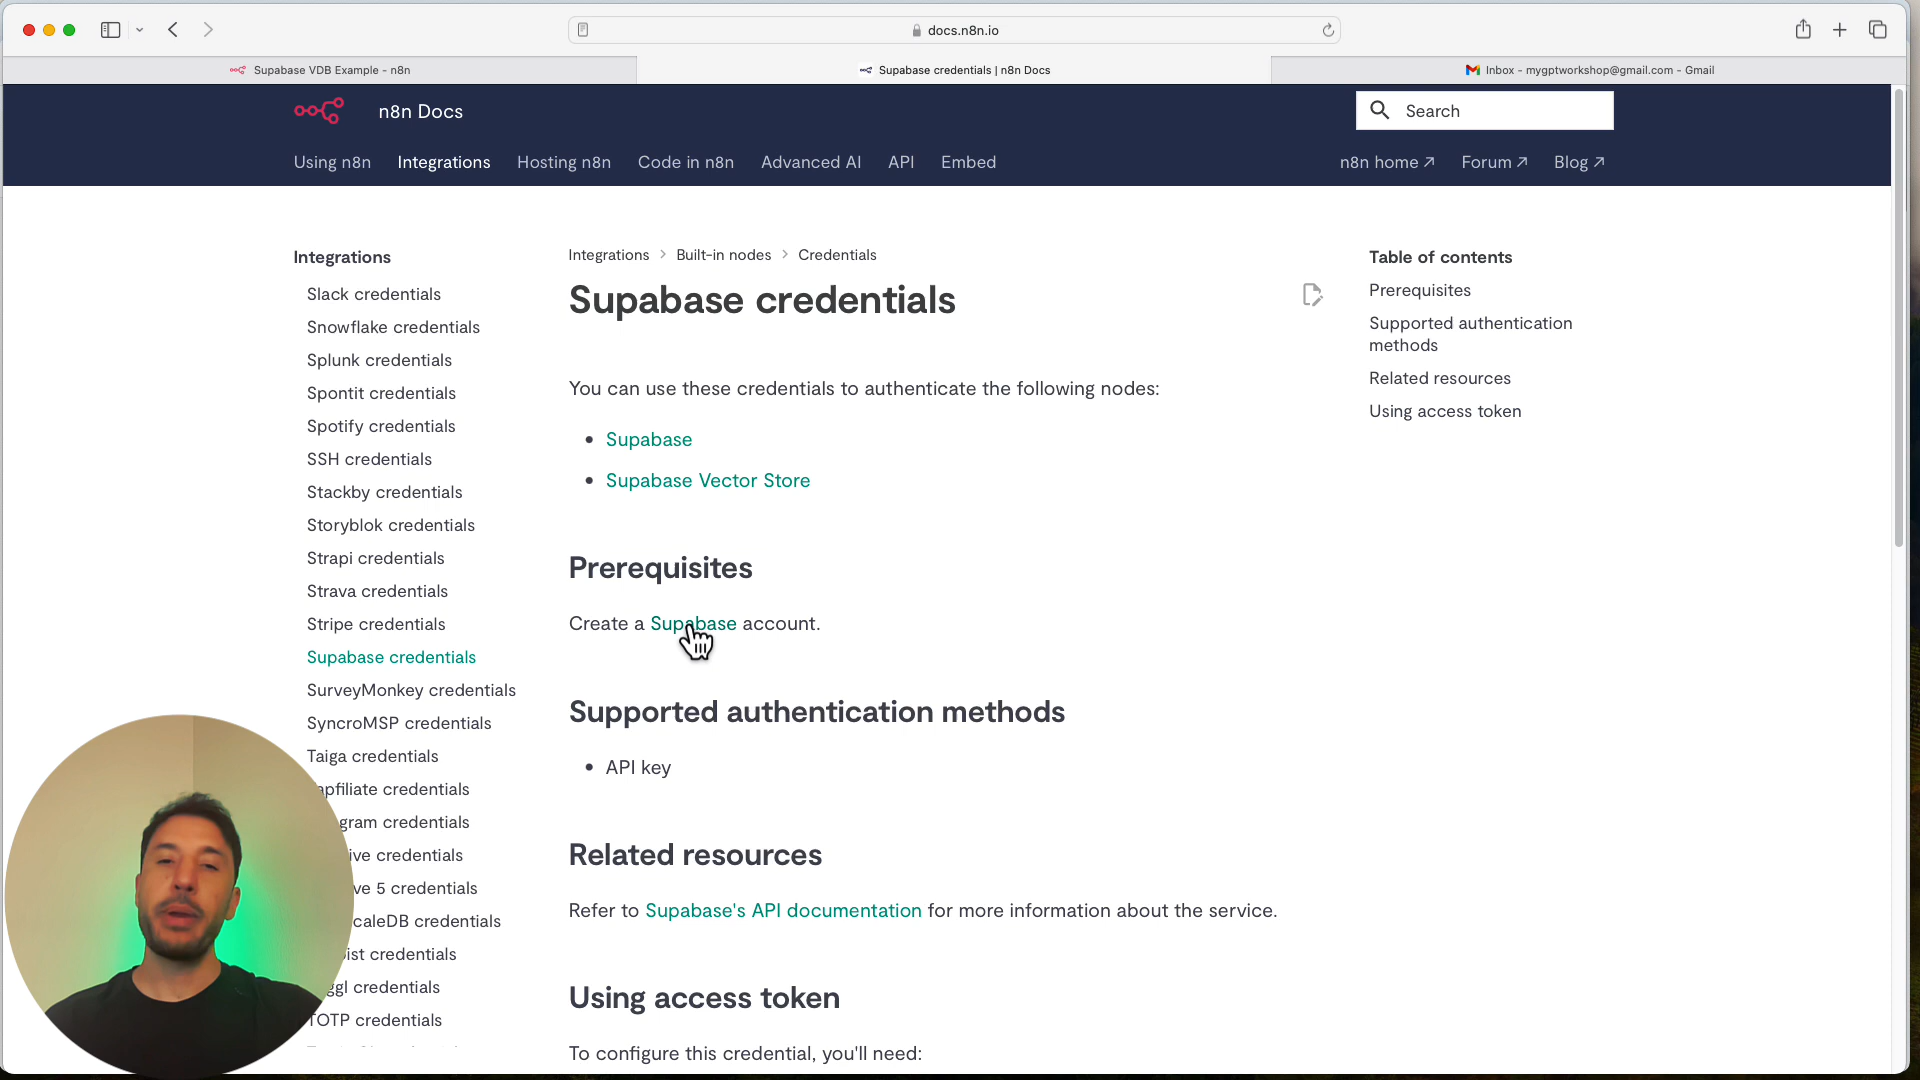 docs.n8n.io
Supabase VDB Example - n8n
Supabase credentials | n8n Docs
Inbox - mygptworkshop@gmail.com - Gmail
n8n Docs
Search
Using n8n
Integrations
Hosting n8n
Code in n8n
Advanced AI
API
Embed
n8n home ↗
Forum ↗
Blog ↗
Integrations
Slack credentials
Snowflake credentials
Splunk credentials
Spontit credentials
Spotify credentials
SSH credentials
Stackby credentials
Storyblok credentials
Strapi credentials
Strava credentials
Stripe credentials
Supabase credentials
SurveyMonkey credentials
SyncroMSP credentials
Taiga credentials
credentials
credentials
credentials
5 credentials
credentials
credentials
credentials
TOTP credentials
Integrations > Built-in nodes > Credentials
Supabase credentials
You can use these credentials to authenticate the following nodes:
• Supabase
• Supabase Vector Store
Prerequisites
Create a Supabase account.
Supported authentication methods
• API key
Related resources
Refer to Supabase's API documentation for more information about the service.
Using access token
To configure this credential, you'll need:
Table of contents
Prerequisites
Supported authentication
methods
Related resources
Using access token